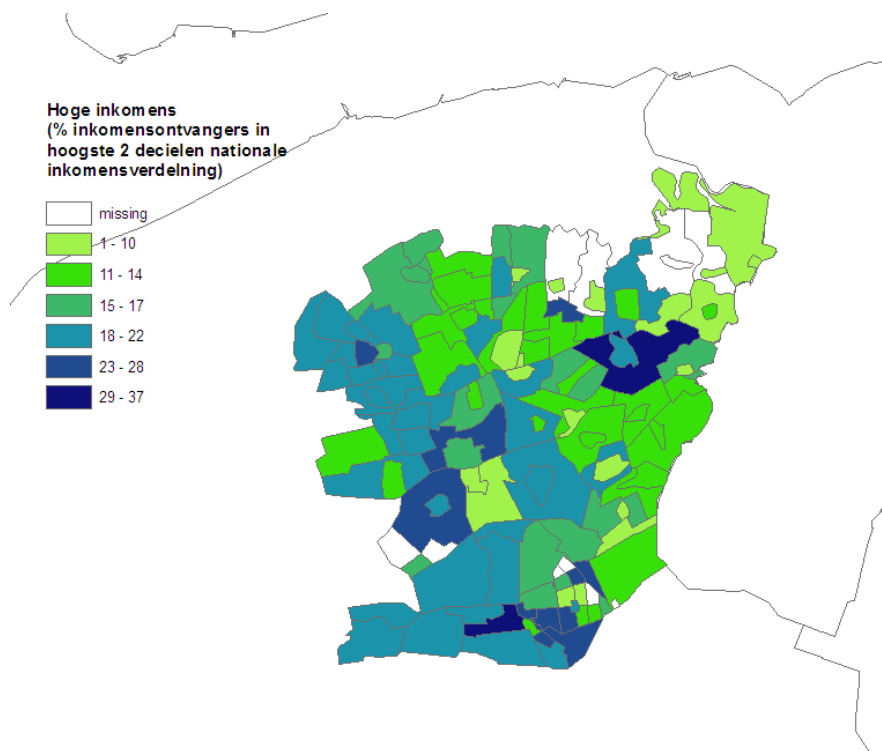 Hoge inkomens
(% inkomensontvangers in
hoogste 2 decielen nationale
inkomensverdelning)
missing
1 - 10
11 - 14
15 - 17
18 - 22
23 - 28
29 - 37